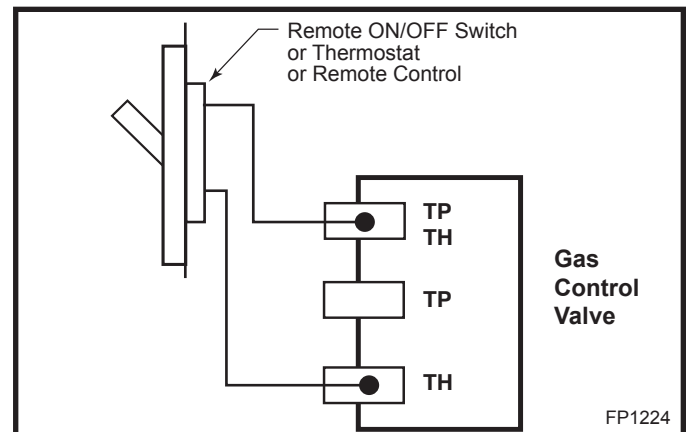 Remote ON/OFF Switch
or Thermostat
or Remote Control
TP
TH
TP
TH
Gas
Control
Valve
FP1224